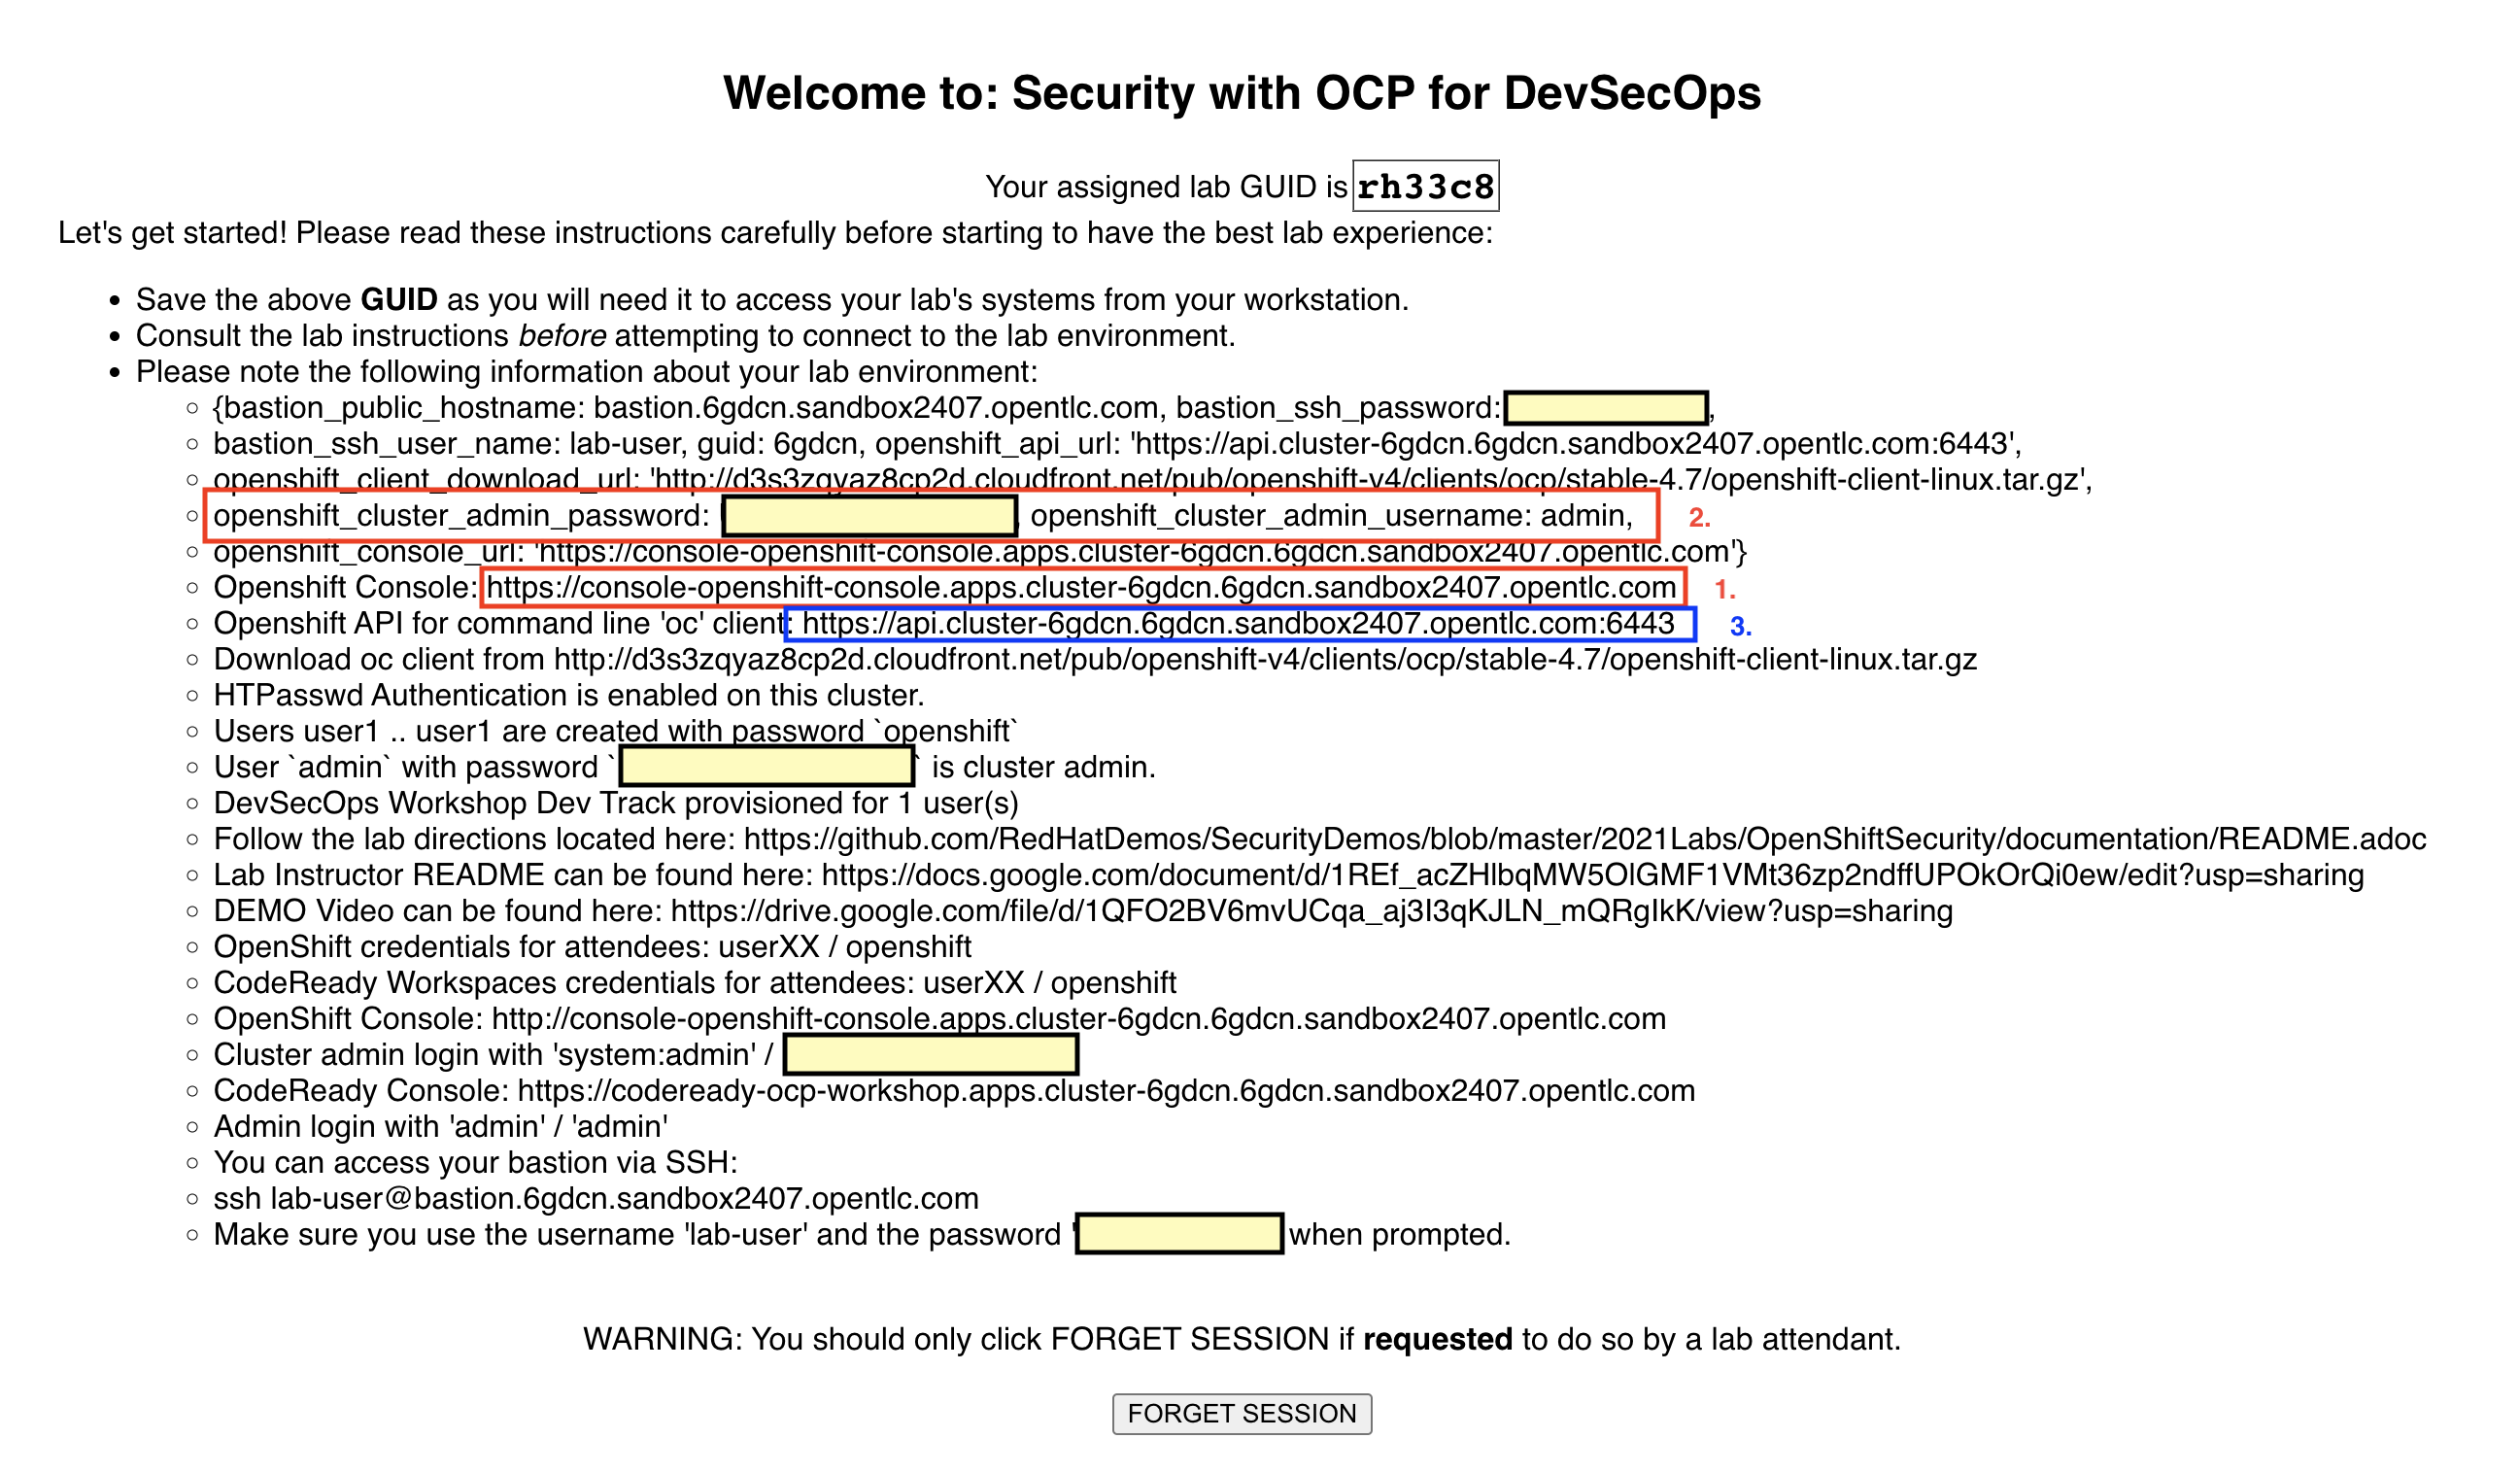 Welcome to: Security with OCP for DevSecOps
Your assigned lab GUID is rh33c8
Let's get started! Please read these instructions carefully before starting to have the best lab experience:
• Save the above GUID as you will need it to access your lab's systems from your workstation.
• Consult the lab instructions before attempting to connect to the lab environment.
• Please note the following information about your lab environment:
◦ {bastion_public_hostname: bastion.6gdcn.sandbox2407.opentlc.com, bastion_ssh_password: ,
◦ bastion_ssh_user_name: lab-user, guid: 6gdcn, openshift_api_url: 'https://api.cluster-6gdcn.6gdcn.sandbox2407.opentlc.com:6443',
◦ openshift_client_download_url: 'http://d3s3zqyaz8cp2d.cloudfront.net/pub/openshift-v4/clients/ocp/stable-4.7/openshift-client-linux.tar.gz',
◦ openshift_cluster_admin_password: , openshift_cluster_admin_username: admin, 2.
◦ openshift_console_url: 'https://console-openshift-console.apps.cluster-6gdcn.6gdcn.sandbox2407.opentlc.com'}
◦ Openshift Console: https://console-openshift-console.apps.cluster-6gdcn.6gdcn.sandbox2407.opentlc.com 1.
◦ Openshift API for command line 'oc' client: https://api.cluster-6gdcn.6gdcn.sandbox2407.opentlc.com:6443 3.
◦ Download oc client from http://d3s3zqyaz8cp2d.cloudfront.net/pub/openshift-v4/clients/ocp/stable-4.7/openshift-client-linux.tar.gz
◦ HTPasswd Authentication is enabled on this cluster.
◦ Users user1 .. user1 are created with password `openshift`
◦ User `admin` with password ` ` is cluster admin.
◦ DevSecOps Workshop Dev Track provisioned for 1 user(s)
◦ Follow the lab directions located here: https://github.com/RedHatDemos/SecurityDemos/blob/master/2021Labs/OpenShiftSecurity/documentation/README.adoc
◦ Lab Instructor README can be found here: https://docs.google.com/document/d/1REf_acZHlbqMW5OlGMF1VMt36zp2ndffUPOkOrQi0ew/edit?usp=sharing
◦ DEMO Video can be found here: https://drive.google.com/file/d/1QFO2BV6mvUCqa_aj3I3qKJLN_mQRgIkK/view?usp=sharing
◦ OpenShift credentials for attendees: userXX / openshift
◦ CodeReady Workspaces credentials for attendees: userXX / openshift
◦ OpenShift Console: http://console-openshift-console.apps.cluster-6gdcn.6gdcn.sandbox2407.opentlc.com
◦ Cluster admin login with 'system:admin' /
◦ CodeReady Console: https://codeready-ocp-workshop.apps.cluster-6gdcn.6gdcn.sandbox2407.opentlc.com
◦ Admin login with 'admin' / 'admin'
◦ You can access your bastion via SSH:
◦ ssh lab-user@bastion.6gdcn.sandbox2407.opentlc.com
◦ Make sure you use the username 'lab-user' and the password ' when prompted.
WARNING: You should only click FORGET SESSION if requested to do so by a lab attendant.
FORGET SESSION